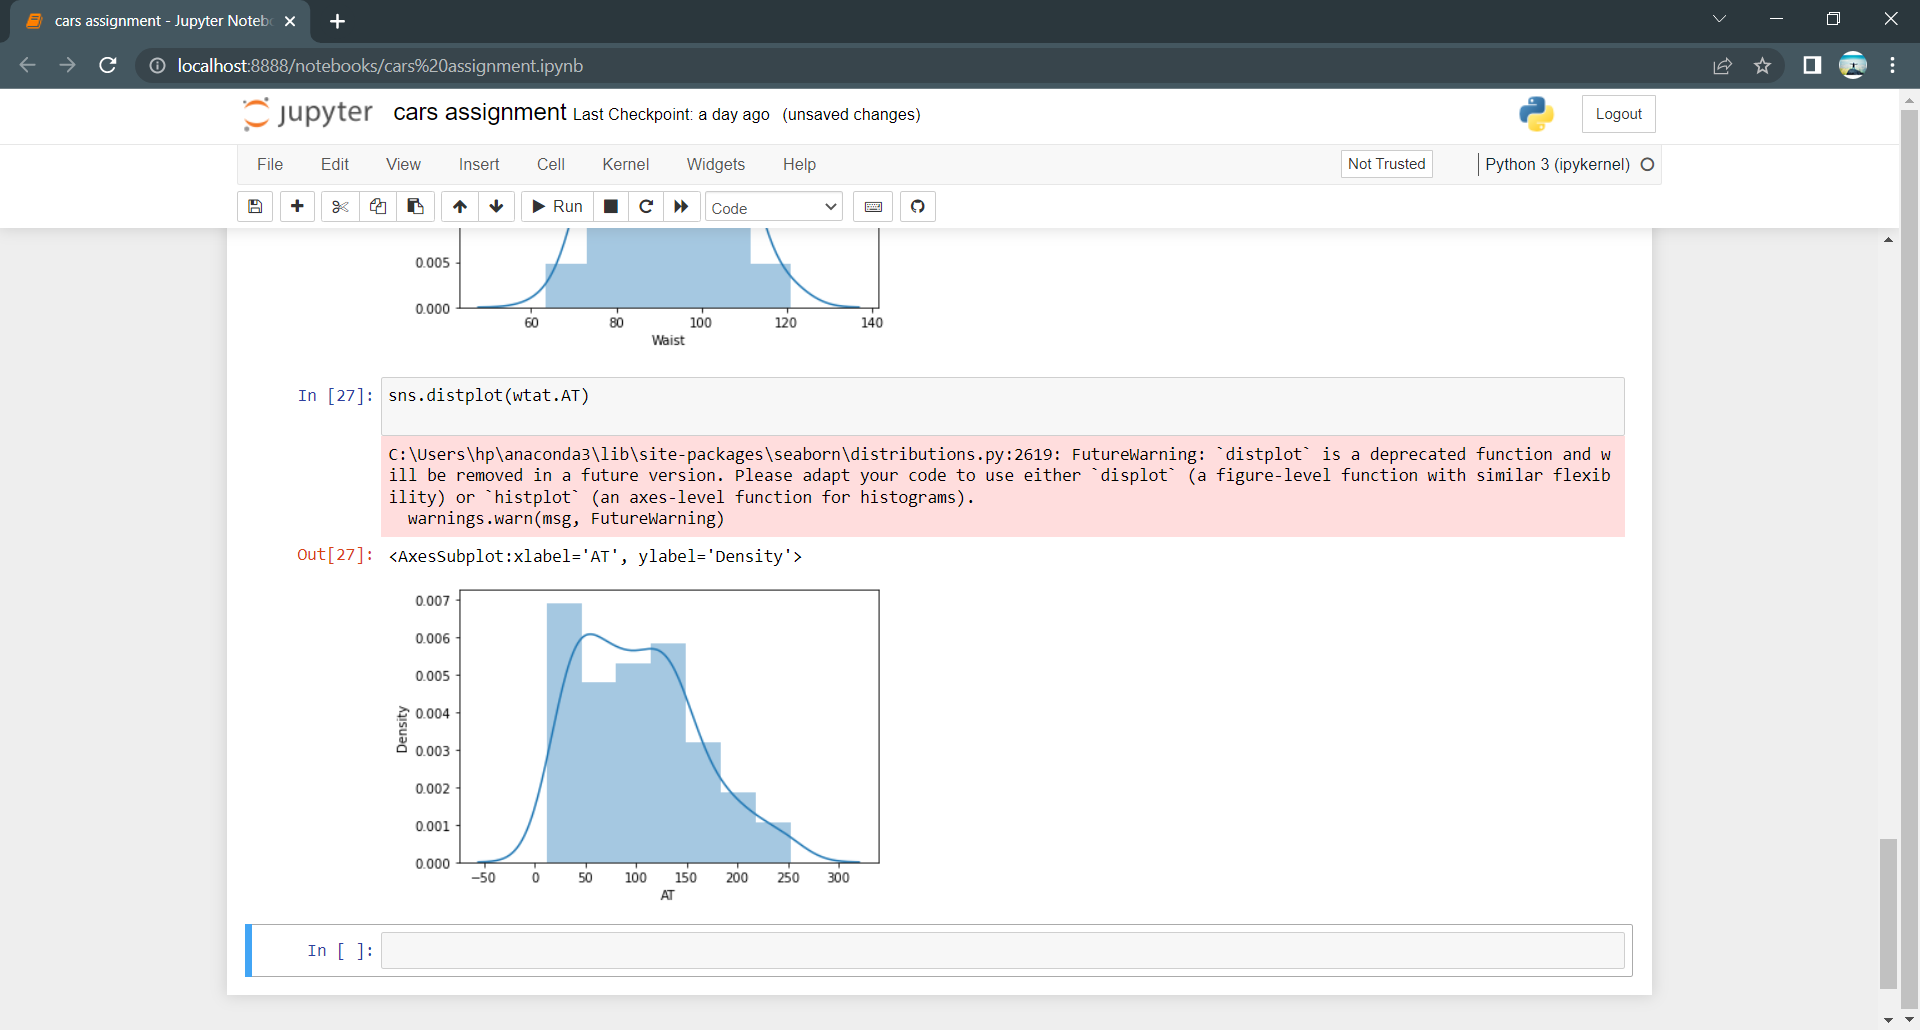 cars assignment - Jupyter Noteb
localhost:8888/notebooks/cars%20assignment.ipynb
jupyter cars assignment Last Checkpoint: a day ago (unsaved changes)
Logout
File Edit View Insert Cell Kernel Widgets Help Not Trusted Python 3 (ipykernel)
Run Code
0.005
0.000
60 80 100 120 140
Waist
In [27]: sns.distplot(wtat.AT)
C:\Users\hp\anaconda3\lib\site-packages\seaborn\distributions.py:2619: FutureWarning: `distplot` is a deprecated function and w
ill be removed in a future version. Please adapt your code to use either `displot` (a figure-level function with similar flexib
ility) or `histplot` (an axes-level function for histograms).
warnings.warn(msg, FutureWarning)
Out[27]: <AxesSubplot:xlabel='AT', ylabel='Density'>
0.007
0.006
0.005
0.004
0.003
0.002
0.001
0.000
Density
−50 0 50 100 150 200 250 300
AT
In [ ]: